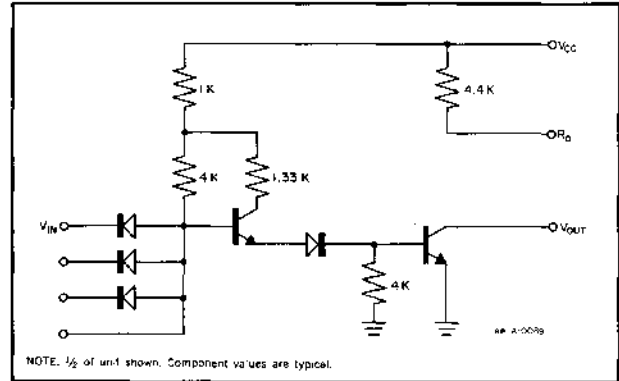 VCC
1K
4.4K
RO
4K
1.33K
VIN
VOUT
4K
NOTE. 1/2 of unit shown. Component values are typical.